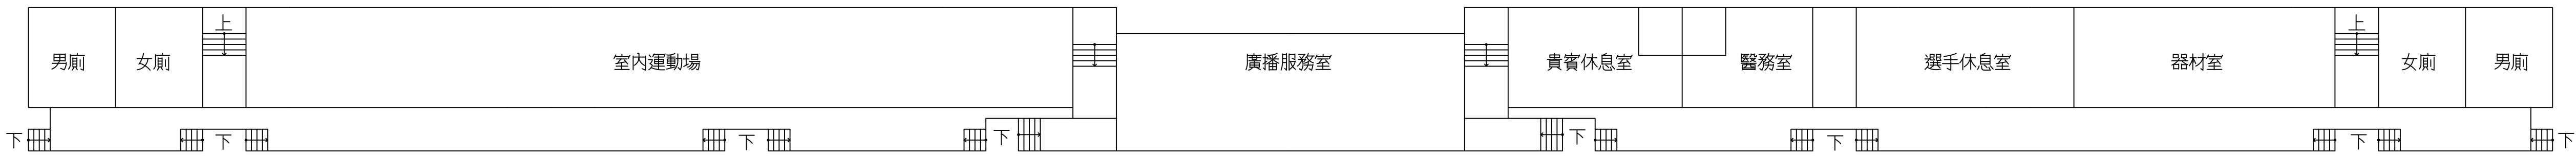 上
上
男廁
女廁
室內運動場
廣播服務室
貴賓休息室
醫務室
選手休息室
器材室
女廁
男廁
下
下
下
下
下
下
下
下